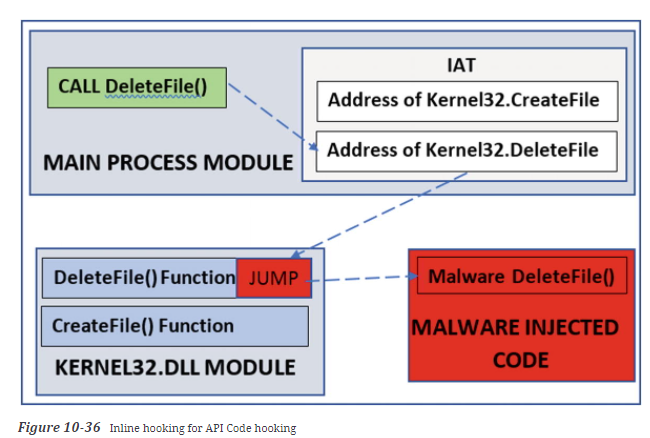 IAT
CALL DeleteFile()
Address of Kernel32.CreateFile
Address of Kernel32.DeleteFile
MAIN PROCESS MODULE
DeleteFile() Function JUMP
Malware DeleteFile()
CreateFile() Function
MALWARE INJECTED
CODE
KERNEL32.DLL MODULE
Figure 10-36 Inline hooking for API Code hooking